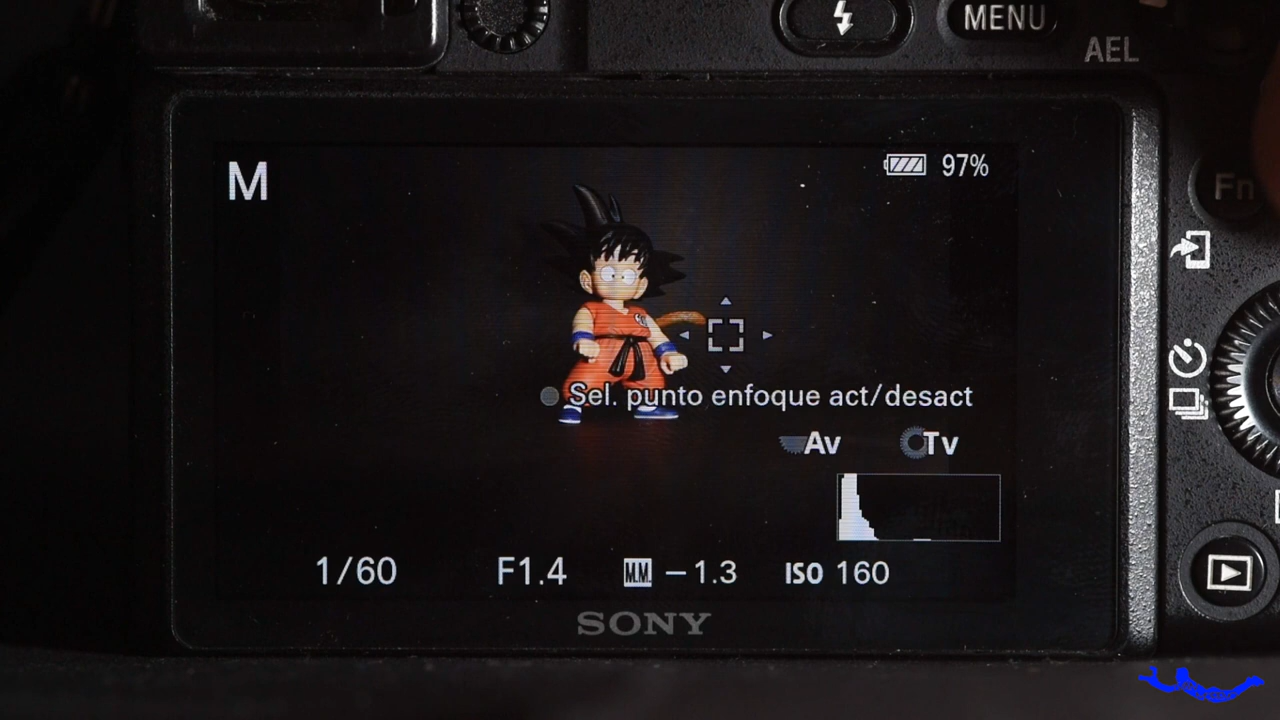 MENU
AEL
M
97%
Fn
Sel. punto enfoque act/desact
Av
Tv
1/60
F1.4
M.M. –1.3
ISO 160
SONY